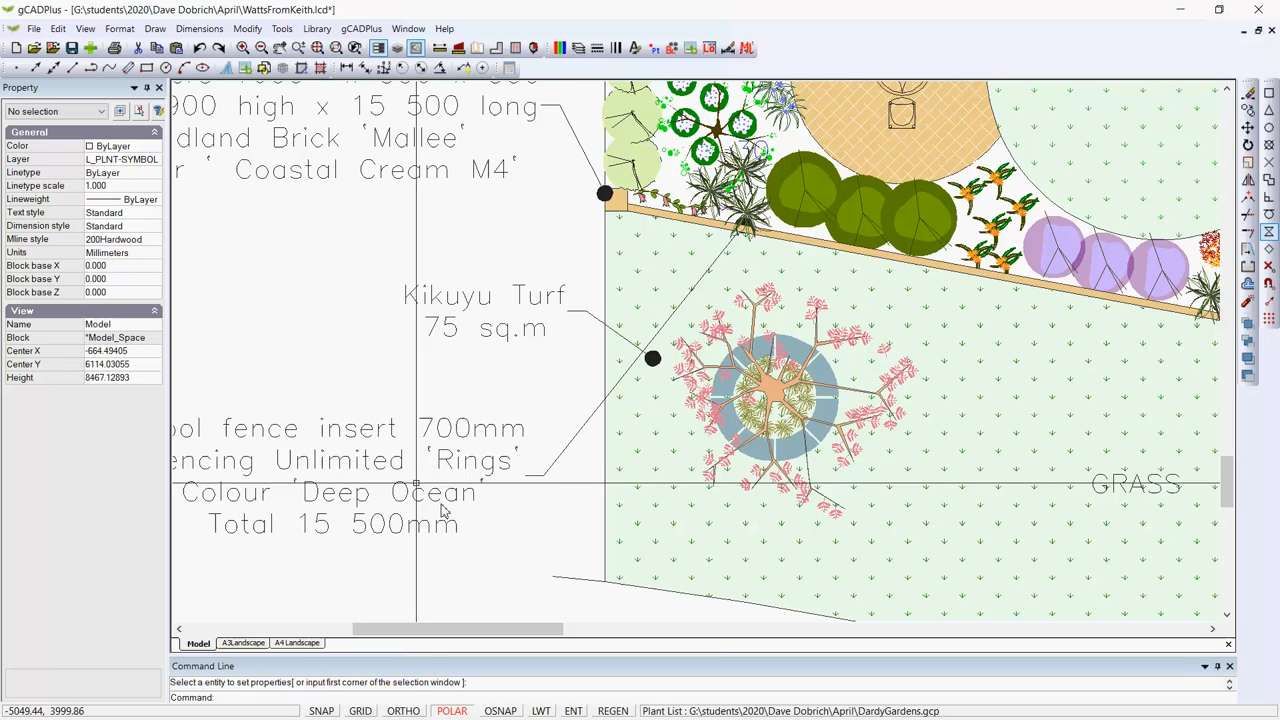 gCADPlus - [G:\students\2020\Dave Dobrich\April\WattsFromKeith.lcd*]
File Edit View Format Draw Dimensions Modify Tools Library gCADPlus Window Help
Property
No selection
General
Color ByLayer
Layer L_PLNT-SYMBOL
Linetype ByLayer
Linetype scale 1.000
Lineweight ByLayer
Text style Standard
Dimension style Standard
Mline style 200Hardwood
Units Millimeters
Block base X 0.000
Block base Y 0.000
Block base Z 0.000
View
Name Model
Block *Model_Space
Center X -664.49405
Center Y 6114.03055
Height 8467.12893
900 high x 15 500 long
dland Brick 'Mallee'
r ' Coastal Cream M4'
Kikuyu Turf
75 sq.m
ool fence insert 700mm
encing Unlimited 'Rings'
Colour 'Deep Ocean'
Total 15 500mm
GRASS
Model A3Landscape A4 Landscape
Command Line
Select a entity to set properties[ or input first corner of the selection window ]:
Command:
-5049.44, 3999.86 SNAP GRID ORTHO POLAR OSNAP LWT ENT REGEN Plant List : G:\students\2020\Dave Dobrich\April\DardyGardens.gcp